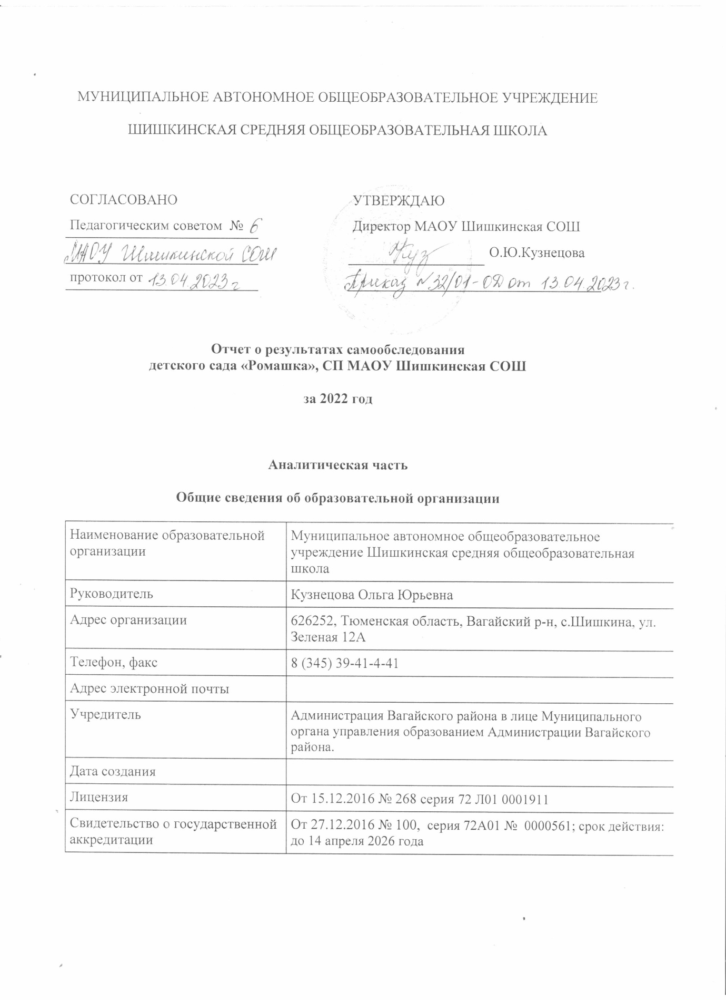 МУНИЦИПАЛЬНОЕ АВТОНОМНОЕ ОБЩЕОБРАЗОВАТЕЛЬНОЕ УЧРЕЖДЕНИЕ
ШИШКИНСКАЯ СРЕДНЯЯ ОБЩЕОБРАЗОВАТЕЛЬНАЯ ШКОЛА
СОГЛАСОВАНО
Педагогическим советом № 6
МАОУ Шишкинской СОШ
протокол от 13.04.2023 г
УТВЕРЖДАЮ
Директор МАОУ Шишкинская СОШ
Куз О.Ю.Кузнецова
Приказ №32/01-ОД от 13.04.2023 г.
Отчет о результатах самообследования
детского сада «Ромашка», СП МАОУ Шишкинская СОШ
за 2022 год
Аналитическая часть
Общие сведения об образовательной организации
Наименование образовательной
организации
Муниципальное автономное общеобразовательное
учреждение Шишкинская средняя общеобразовательная
школа
Руководитель
Кузнецова Ольга Юрьевна
Адрес организации
626252, Тюменская область, Вагайский р-н, с.Шишкина, ул.
Зеленая 12А
Телефон, факс
8 (345) 39-41-4-41
Адрес электронной почты
Учредитель
Администрация Вагайского района в лице Муниципального
органа управления образованием Администрации Вагайского
района.
Дата создания
Лицензия
От 15.12.2016 № 268 серия 72 Л01 0001911
Свидетельство о государственной
аккредитации
От 27.12.2016 № 100, серия 72А01 № 0000561; срок действия:
до 14 апреля 2026 года